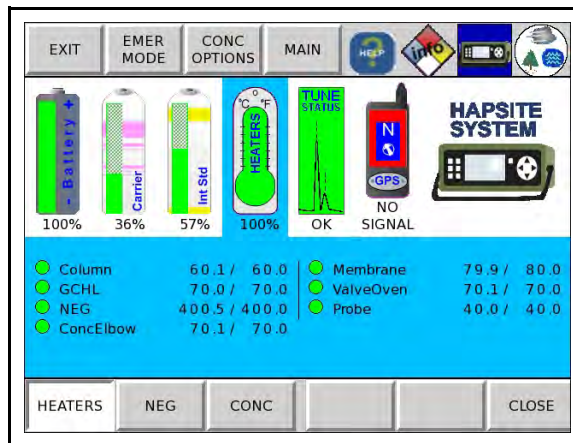 EXIT
EMER
MODE
CONC
OPTIONS
MAIN
HELP
info
- Battery +
Carrier
Int Std
°C °F
HEATERS
TUNE
STATUS
N
GPS
HAPSITE
SYSTEM
100%
36%
57%
100%
OK
NO
SIGNAL
Column 60.1 / 60.0 Membrane 79.9 / 80.0
GCHL 70.0 / 70.0 ValveOven 70.1 / 70.0
NEG 400.5 / 400.0 Probe 40.0 / 40.0
ConcElbow 70.1 / 70.0
HEATERS NEG CONC CLOSE